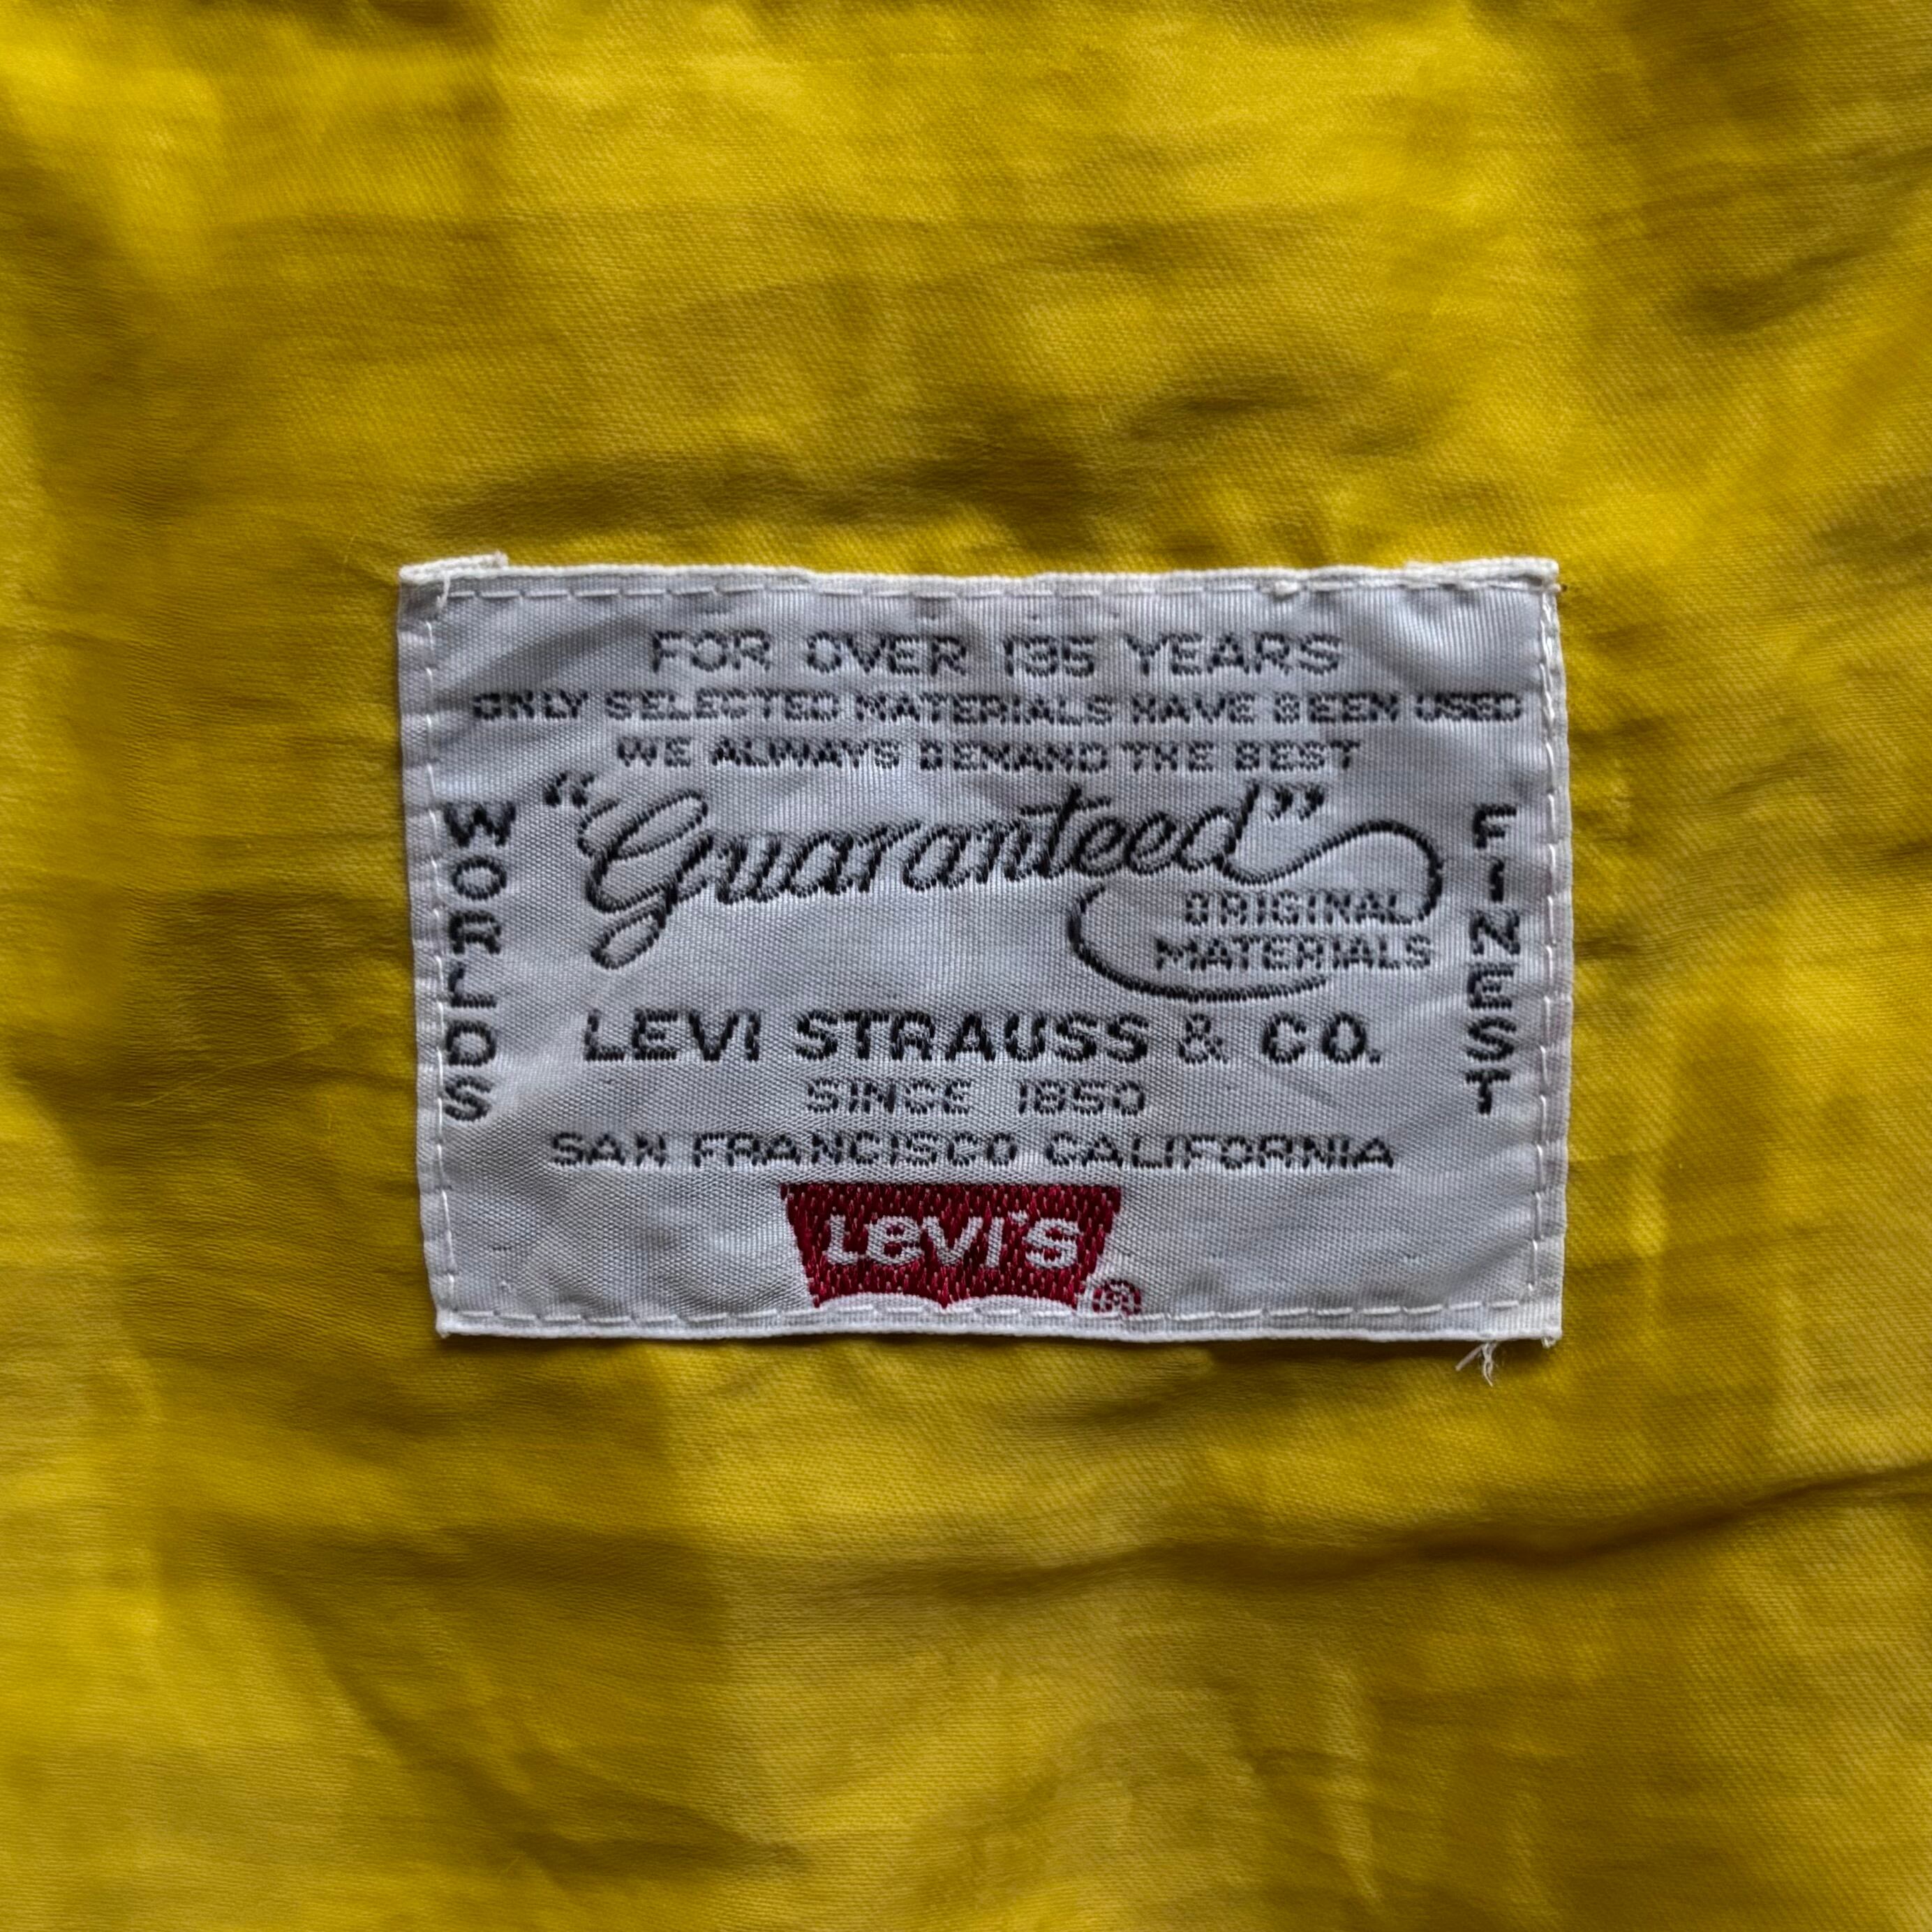 FOR OVER 135 YEARS
ONLY SELECTED MATERIALS HAVE BEEN USED
WE ALWAYS DEMAND THE BEST
WORLDS
"Guaranteed"
ORIGINAL
MATERIALS
FINEST
LEVI STRAUSS & CO.
SINCE 1850
SAN FRANCISCO CALIFORNIA
Levi's ®